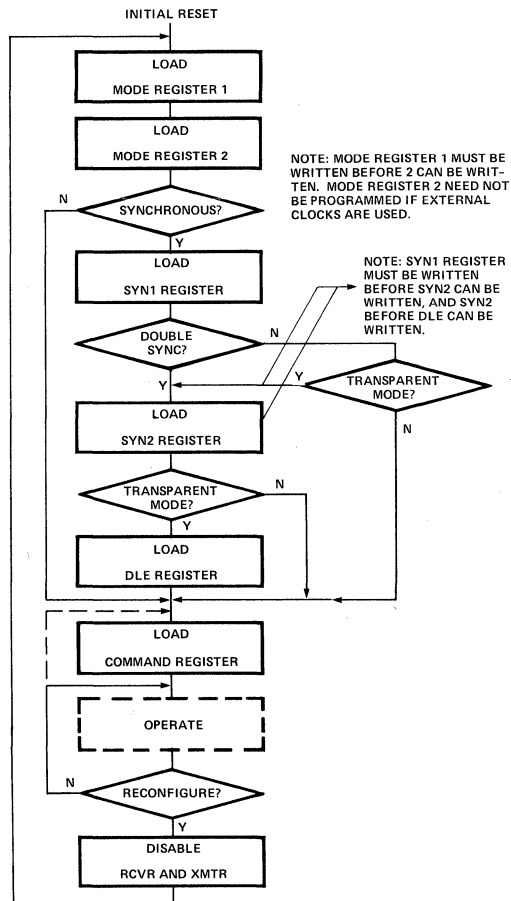 INITIAL RESET
LOAD
MODE REGISTER 1
LOAD
MODE REGISTER 2
NOTE: MODE REGISTER 1 MUST BE
WRITTEN BEFORE 2 CAN BE WRIT-
TEN. MODE REGISTER 2 NEED NOT
BE PROGRAMMED IF EXTERNAL
CLOCKS ARE USED.
N
SYNCHRONOUS?
Y
LOAD
SYN1 REGISTER
NOTE: SYN1 REGISTER
MUST BE WRITTEN
BEFORE SYN2 CAN BE
WRITTEN, AND SYN2
BEFORE DLE CAN BE
WRITTEN.
DOUBLE
SYNC?
N
Y
Y
TRANSPARENT
MODE?
N
LOAD
SYN2 REGISTER
TRANSPARENT
MODE?
N
Y
LOAD
DLE REGISTER
LOAD
COMMAND REGISTER
OPERATE
N
RECONFIGURE?
Y
DISABLE
RCVR AND XMTR